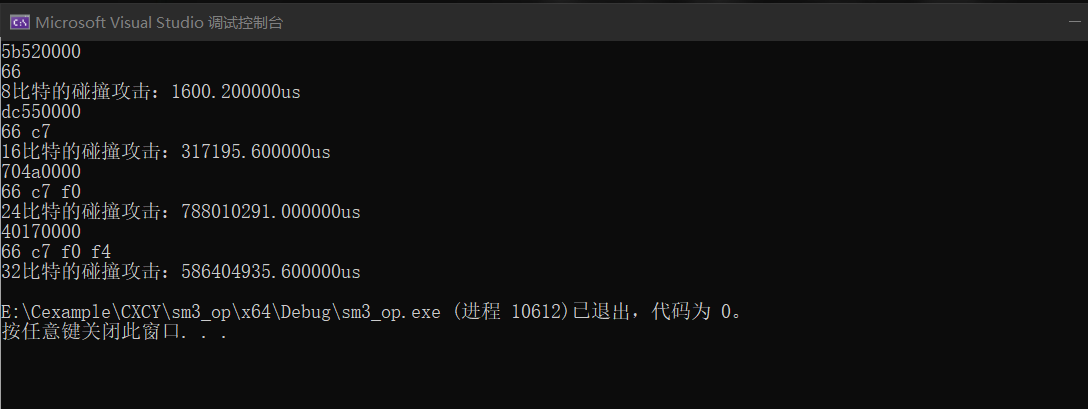 Microsoft Visual Studio 调试控制台
5b520000
66
8比特的碰撞攻击：1600.200000us
dc550000
66 c7
16比特的碰撞攻击：317195.600000us
704a0000
66 c7 f0
24比特的碰撞攻击：788010291.000000us
40170000
66 c7 f0 f4
32比特的碰撞攻击：586404935.600000us
E:\Cexample\CXCY\sm3_op\x64\Debug\sm3_op.exe (进程 10612)已退出，代码为 0。
按任意键关闭此窗口. . .